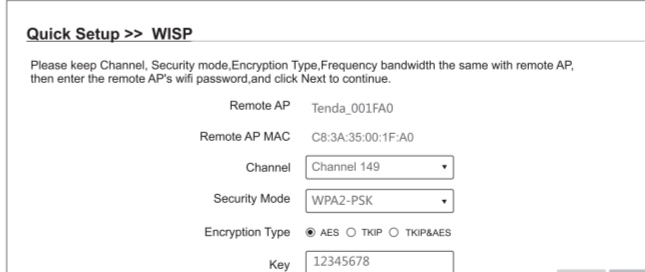 Quick Setup >> WISP
Please keep Channel, Security mode,Encryption Type,Frequency bandwidth the same with remote AP,
then enter the remote AP's wifi password,and click Next to continue.
Remote AP Tenda_001FA0
Remote AP MAC C8:3A:35:00:1F:A0
Channel Channel 149
Security Mode WPA2-PSK
Encryption Type AES TKIP TKIP&AES
Key 12345678